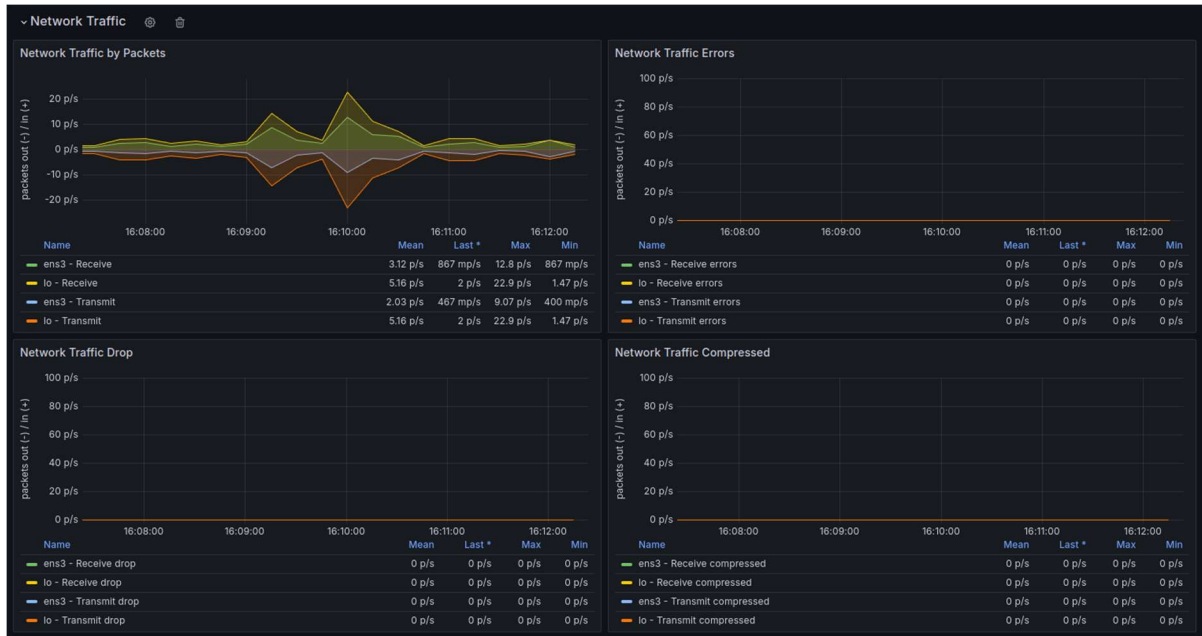 Network Traffic
Network Traffic by Packets
packets out (-) / in (+)
20 p/s
10 p/s
0 p/s
-10 p/s
-20 p/s
16:08:00 16:09:00 16:10:00 16:11:00 16:12:00
Name Mean Last * Max Min
ens3 - Receive 3.12 p/s 867 mp/s 12.8 p/s 867 mp/s
lo - Receive 5.16 p/s 2 p/s 22.9 p/s 1.47 p/s
ens3 - Transmit 2.03 p/s 467 mp/s 9.07 p/s 400 mp/s
lo - Transmit 5.16 p/s 2 p/s 22.9 p/s 1.47 p/s
Network Traffic Errors
packets out (-) / in (+)
100 p/s
80 p/s
60 p/s
40 p/s
20 p/s
0 p/s
16:08:00 16:09:00 16:10:00 16:11:00 16:12:00
Name Mean Last * Max Min
ens3 - Receive errors 0 p/s 0 p/s 0 p/s 0 p/s
lo - Receive errors 0 p/s 0 p/s 0 p/s 0 p/s
ens3 - Transmit errors 0 p/s 0 p/s 0 p/s 0 p/s
lo - Transmit errors 0 p/s 0 p/s 0 p/s 0 p/s
Network Traffic Drop
packets out (-) / in (+)
100 p/s
80 p/s
60 p/s
40 p/s
20 p/s
0 p/s
16:08:00 16:09:00 16:10:00 16:11:00 16:12:00
Name Mean Last * Max Min
ens3 - Receive drop 0 p/s 0 p/s 0 p/s 0 p/s
lo - Receive drop 0 p/s 0 p/s 0 p/s 0 p/s
ens3 - Transmit drop 0 p/s 0 p/s 0 p/s 0 p/s
lo - Transmit drop 0 p/s 0 p/s 0 p/s 0 p/s
Network Traffic Compressed
packets out (-) / in (+)
100 p/s
80 p/s
60 p/s
40 p/s
20 p/s
0 p/s
16:08:00 16:09:00 16:10:00 16:11:00 16:12:00
Name Mean Last * Max Min
ens3 - Receive compressed 0 p/s 0 p/s 0 p/s 0 p/s
lo - Receive compressed 0 p/s 0 p/s 0 p/s 0 p/s
ens3 - Transmit compressed 0 p/s 0 p/s 0 p/s 0 p/s
lo - Transmit compressed 0 p/s 0 p/s 0 p/s 0 p/s